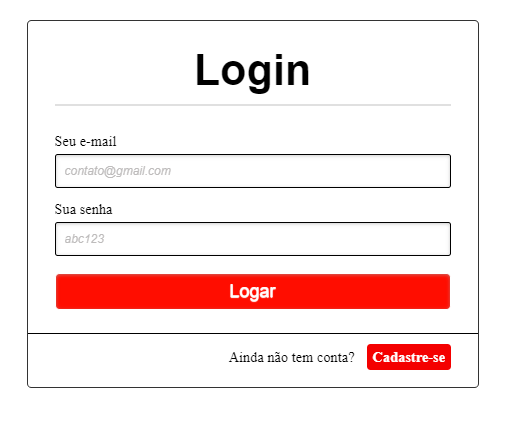 Login
Seu e-mail
contato@gmail.com
Sua senha
abc123
Logar
Ainda não tem conta? Cadastre-se